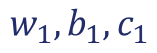 w₁, b₁, c₁